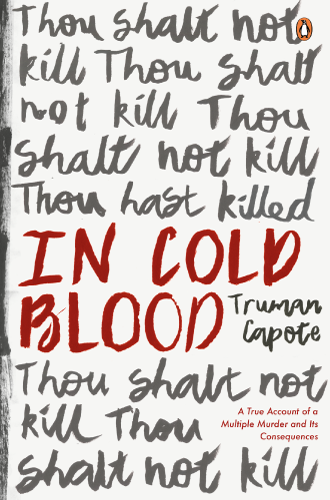 Thou shalt not
kill Thou shalt
not kill Thou
shalt not kill
Thou hast killed
IN COLD
BLOOD
Truman
Capote
Thou shalt not
kill Thou
shalt not kill
A True Account of a
Multiple Murder and Its
Consequences